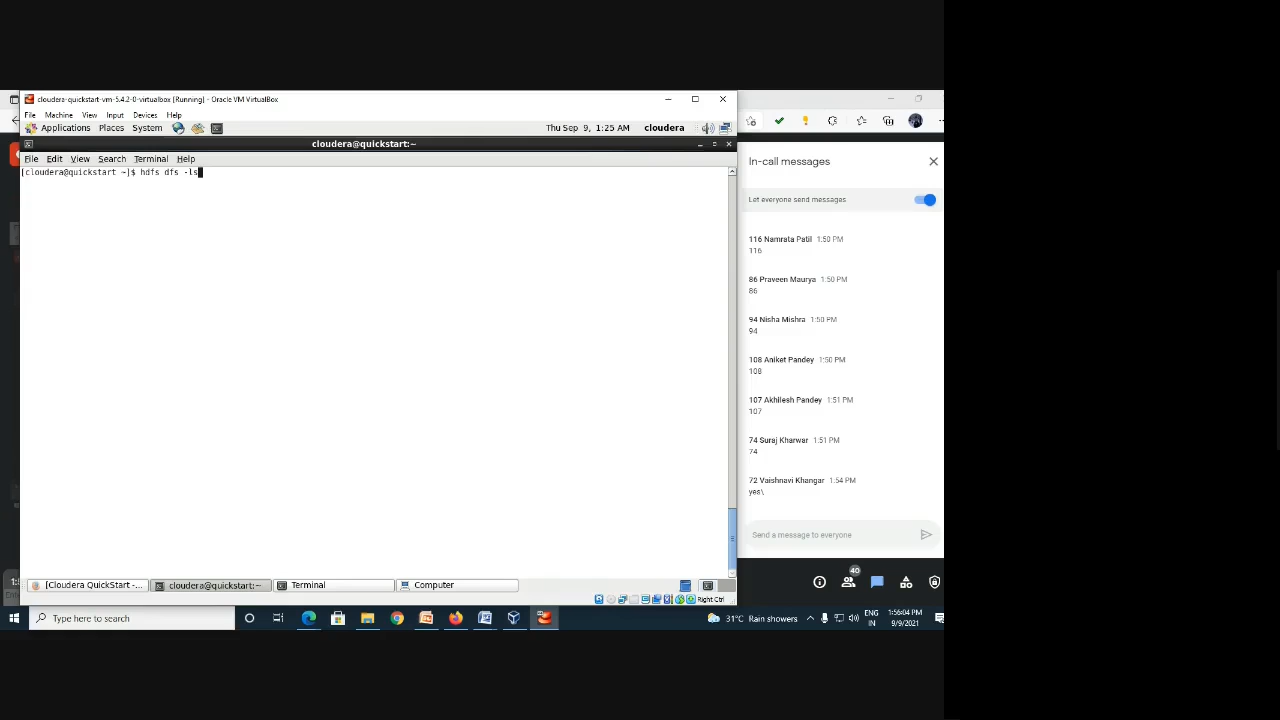 cloudera-quickstart-vm-5.4.2-0-virtualbox [Running] - Oracle VM VirtualBox
File Machine View Input Devices Help
Applications Places System Thu Sep 9, 1:25 AM cloudera
cloudera@quickstart:~
File Edit View Search Terminal Help
[cloudera@quickstart ~]$ hdfs dfs -ls
[Cloudera QuickStart -...
cloudera@quickstart:~
Terminal
Computer
Right Ctrl
In-call messages
Let everyone send messages
116 Namrata Patil 1:50 PM
116
86 Praveen Maurya 1:50 PM
86
94 Nisha Mishra 1:50 PM
94
108 Aniket Pandey 1:50 PM
108
107 Akhilesh Pandey 1:51 PM
107
74 Suraj Kharwar 1:51 PM
74
72 Vaishnavi Khangar 1:54 PM
yes\
Send a message to everyone
40
Type here to search
31°C Rain showers
ENG
IN
1:56:04 PM
9/9/2021